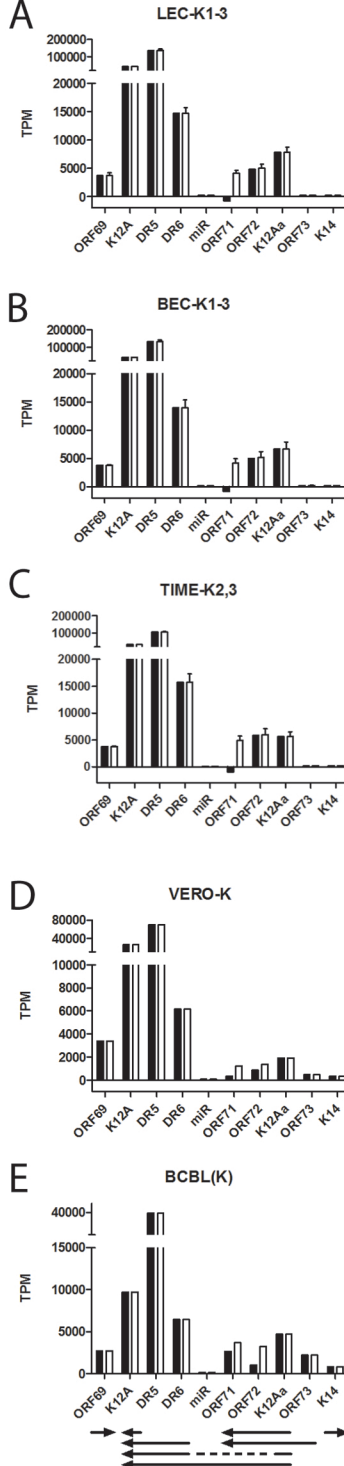 A
LEC-K1-3
200000
100000
20000
15000
10000
5000
0
TPM
ORF69 K12A DR5 DR6 miR ORF71 ORF72 K12Aa ORF73 K14
B
BEC-K1-3
200000
100000
20000
15000
10000
5000
0
TPM
ORF69 K12A DR5 DR6 miR ORF71 ORF72 K12Aa ORF73 K14
C
TIME-K2,3
200000
100000
20000
15000
10000
5000
0
TPM
ORF69 K12A DR5 DR6 miR ORF71 ORF72 K12Aa ORF73 K14
D
VERO-K
80000
40000
10000
8000
6000
4000
2000
0
TPM
ORF69 K12A DR5 DR6 miR ORF71 ORF72 K12Aa ORF73 K14
E
BCBL(K)
40000
15000
10000
5000
0
TPM
ORF69 K12A DR5 DR6 miR ORF71 ORF72 K12Aa ORF73 K14